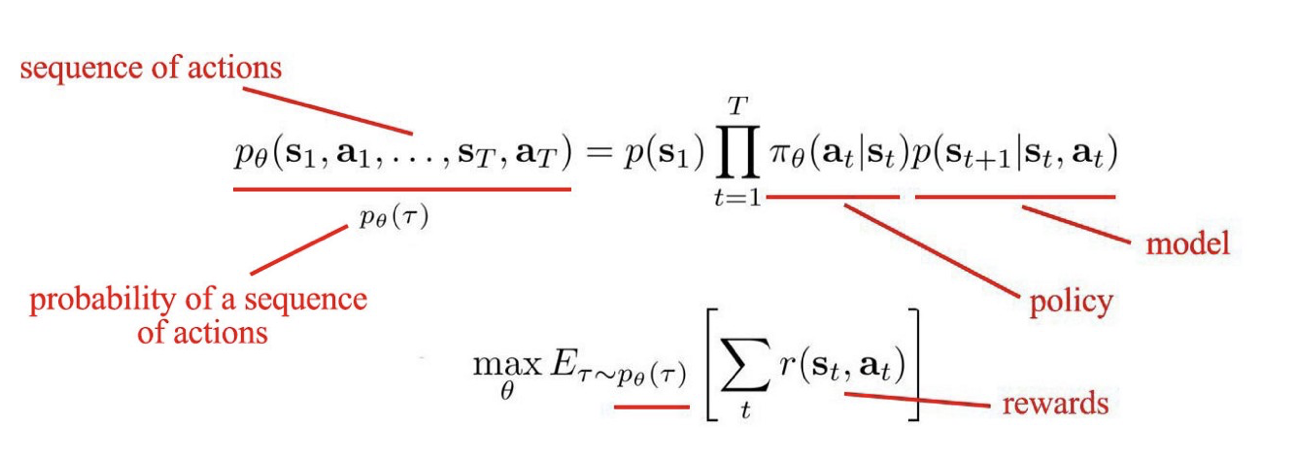 sequence of actions
p_θ(s_1, a_1, . . . , s_T, a_T) = p(s_1) ∏_{t=1}^{T} π_θ(a_t|s_t)p(s_{t+1}|s_t, a_t)
p_θ(τ)
model
probability of a sequence
of actions
policy
max_θ E_{τ∼p_θ(τ)} [∑_t r(s_t, a_t)]
rewards